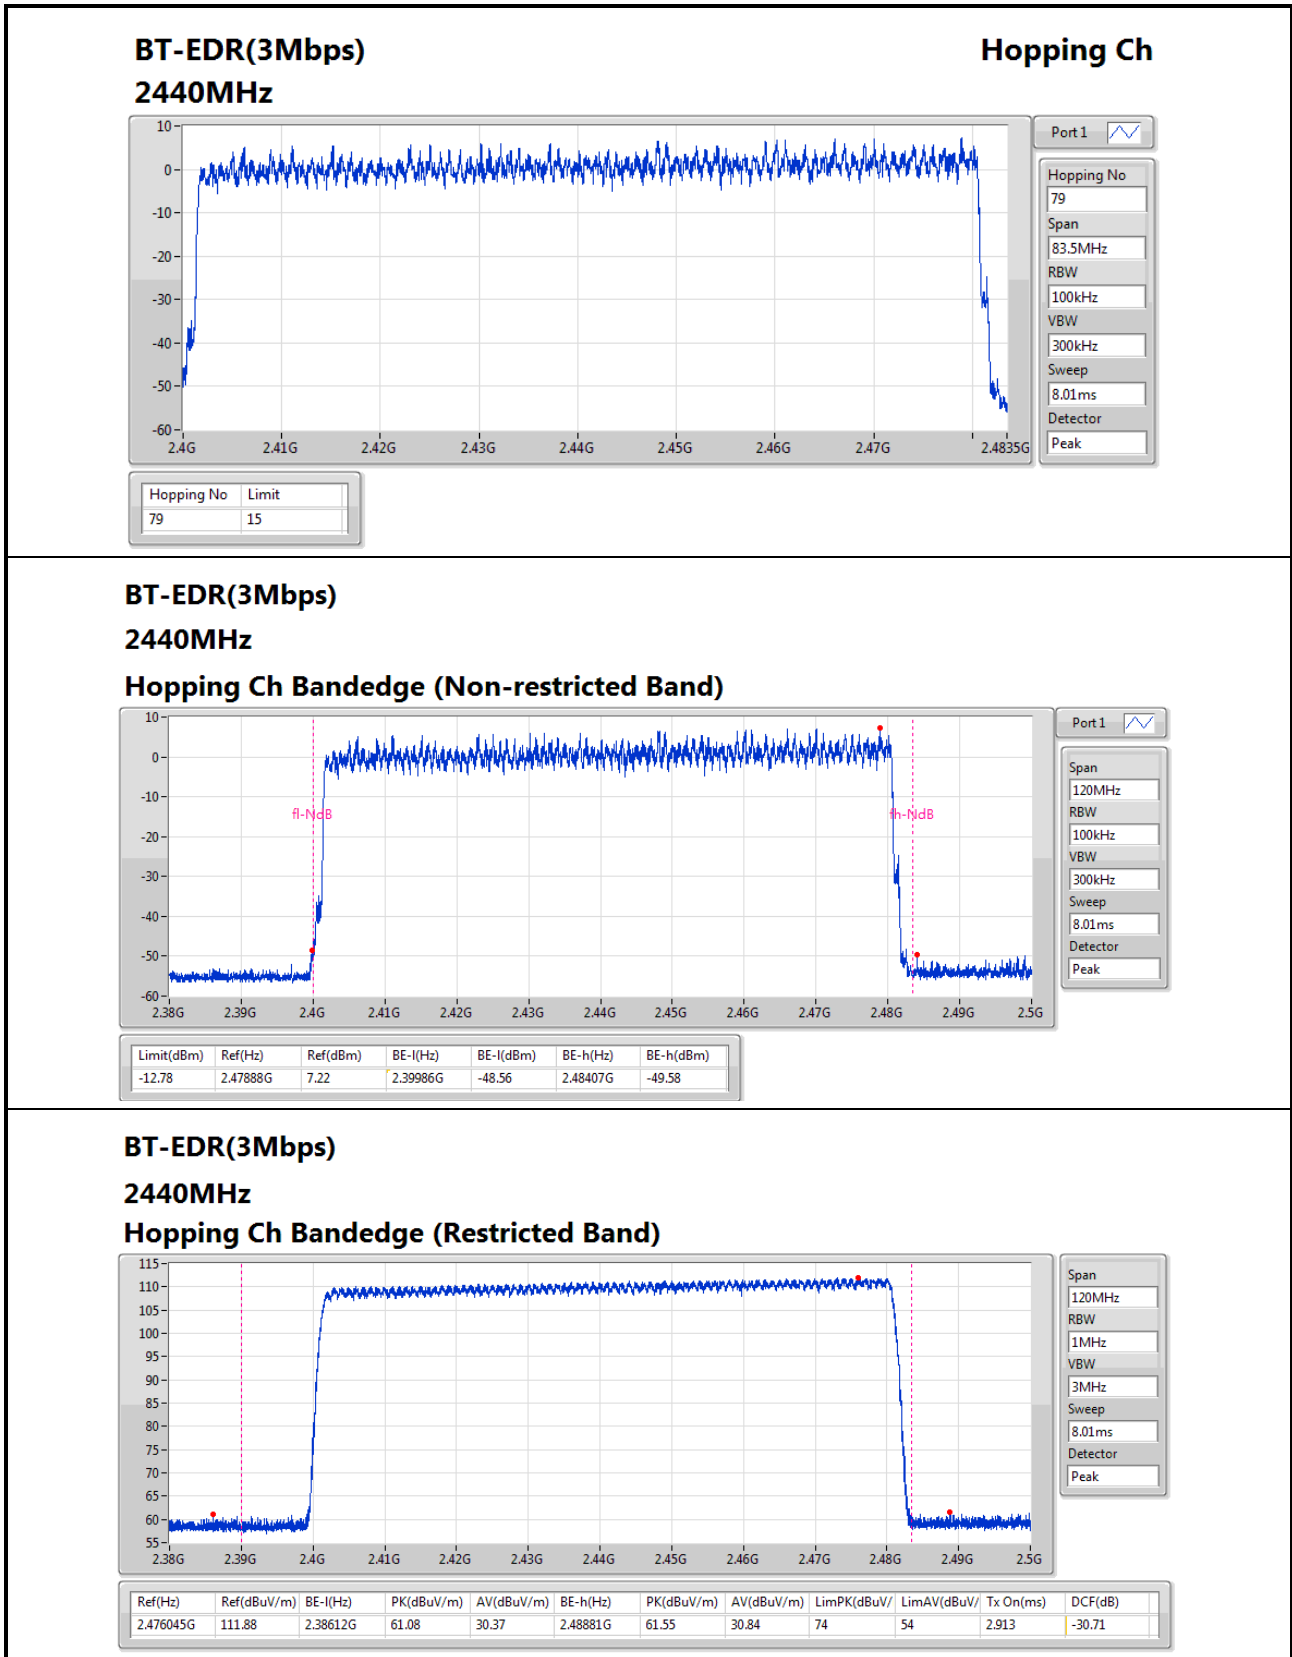 BT-EDR(3Mbps) Hopping Ch
2440MHz
10
0
-10
-20
-30
-40
-50
-60
2.4G 2.41G 2.42G 2.43G 2.44G 2.45G 2.46G 2.47G 2.4835G
Port 1
Hopping No
79
Span
83.5MHz
RBW
100kHz
VBW
300kHz
Sweep
8.01ms
Detector
Peak
Hopping No Limit
79 15
BT-EDR(3Mbps)
2440MHz
Hopping Ch Bandedge (Non-restricted Band)
10
0
-10
-20
-30
-40
-50
-60
fl-NdB fh-NdB
2.38G 2.39G 2.4G 2.41G 2.42G 2.43G 2.44G 2.45G 2.46G 2.47G 2.48G 2.49G 2.5G
Port 1
Span
120MHz
RBW
100kHz
VBW
300kHz
Sweep
8.01ms
Detector
Peak
Limit(dBm) Ref(Hz) Ref(dBm) BE-l(Hz) BE-l(dBm) BE-h(Hz) BE-h(dBm)
-12.78 2.47888G 7.22 2.39986G -48.56 2.48407G -49.58
BT-EDR(3Mbps)
2440MHz
Hopping Ch Bandedge (Restricted Band)
115
110
105
100
95
90
85
80
75
70
65
60
55
2.38G 2.39G 2.4G 2.41G 2.42G 2.43G 2.44G 2.45G 2.46G 2.47G 2.48G 2.49G 2.5G
Span
120MHz
RBW
1MHz
VBW
3MHz
Sweep
8.01ms
Detector
Peak
Ref(Hz) Ref(dBuV/m) BE-l(Hz) PK(dBuV/m) AV(dBuV/m) BE-h(Hz) PK(dBuV/m) AV(dBuV/m) LimPK(dBuV/ LimAV(dBuV/ Tx On(ms) DCF(dB)
2.476045G 111.88 2.38612G 61.08 30.37 2.48881G 61.55 30.84 74 54 2.913 -30.71